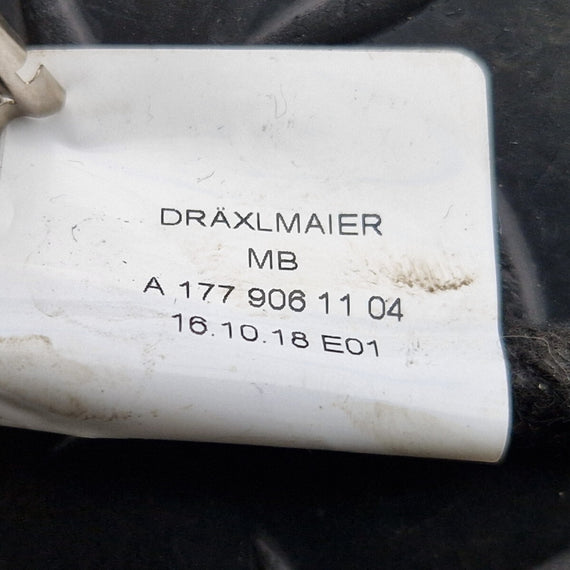 DRÄXLMAIER
MB
A 177 906 11 04
16.10.18 E01